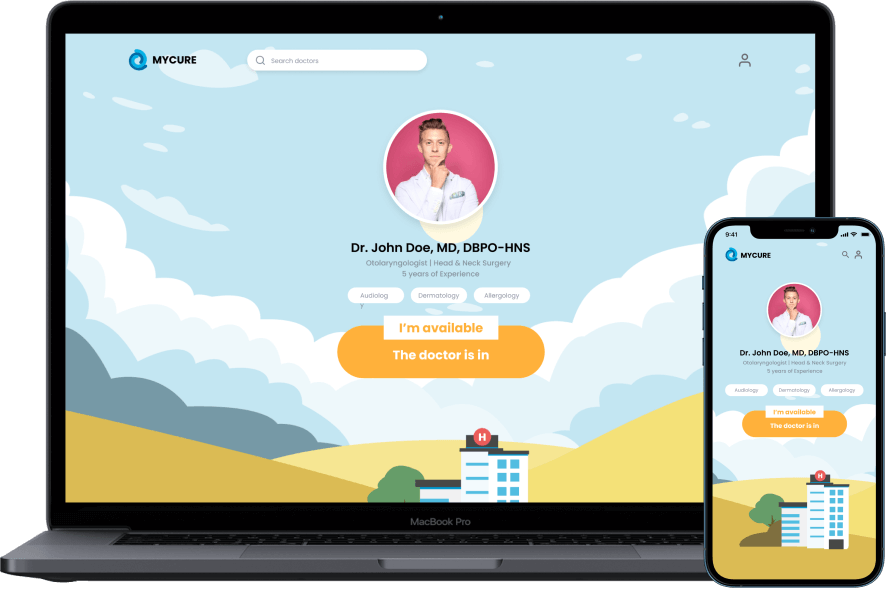 MYCURE
Search doctors
Dr. John Doe, MD, DBPO-HNS
Otolaryngologist | Head & Neck Surgery
5 years of Experience
Audiolog
y
Dermatology
Allergology
I'm available
The doctor is in
H
MacBook Pro
9:41
MYCURE
Dr. John Doe, MD, DBPO-HNS
Otolaryngologist | Head & Neck Surgery
5 years of Experience
Audiology
Dermatology
Allergology
I'm available
The doctor is in
H